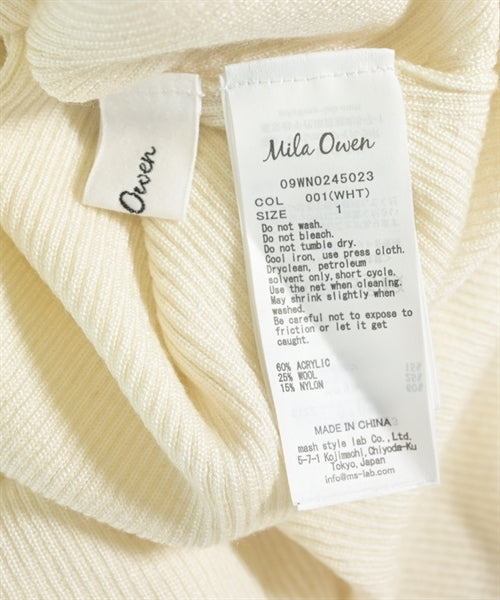 Owen
Mila Owen
09WN0245023
COL 001(WHT)
SIZE 1
Do not wash.
Do not bleach.
Do not tumble dry.
Cool iron, use press cloth.
Dryclean, petroleum
solvent only, short cycle.
Use the net when cleaning.
May shrink slightly when
washed.
Be careful not to expose to
friction or let it get
caught.
60% ACRYLIC
25% WOOL
15% NYLON
MADE IN CHINA
mash style lab Co., Ltd.
5-7-1 Kojimachi, Chiyoda-Ku
Tokyo, Japan
info@ms-lab.com